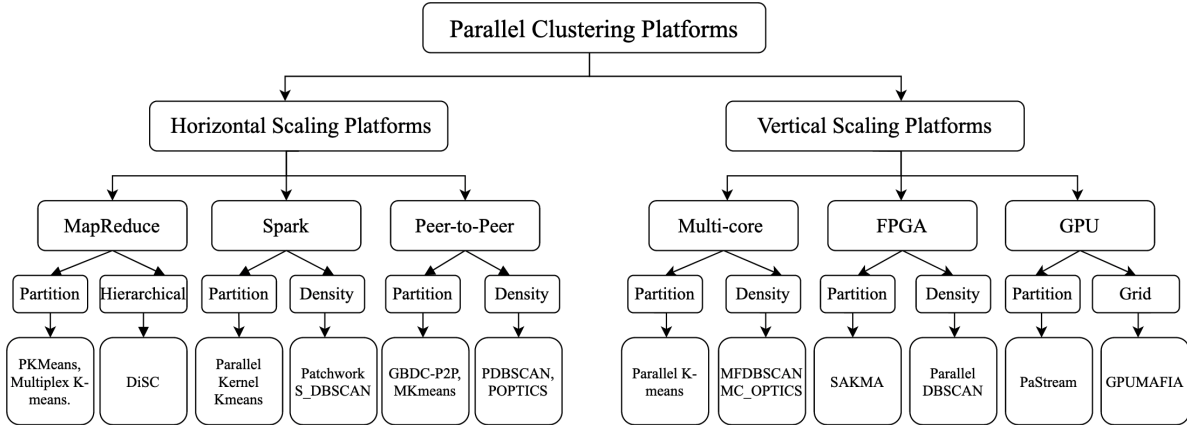 Parallel Clustering Platforms
Horizontal Scaling Platforms
Vertical Scaling Platforms
MapReduce
Spark
Peer-to-Peer
Multi-core
FPGA
GPU
Partition
Hierarchical
Partition
Density
Partition
Density
Partition
Density
Partition
Density
Partition
Grid
PKMeans,
Multiplex K-
means.
DiSC
Parallel
Kernel
Kmeans
Patchwork
S_DBSCAN
GBDC-P2P,
MKmeans
PDBSCAN,
POPTICS
Parallel K-
means
MFDBSCAN
MC_OPTICS
SAKMA
Parallel
DBSCAN
PaStream
GPUMAFIA